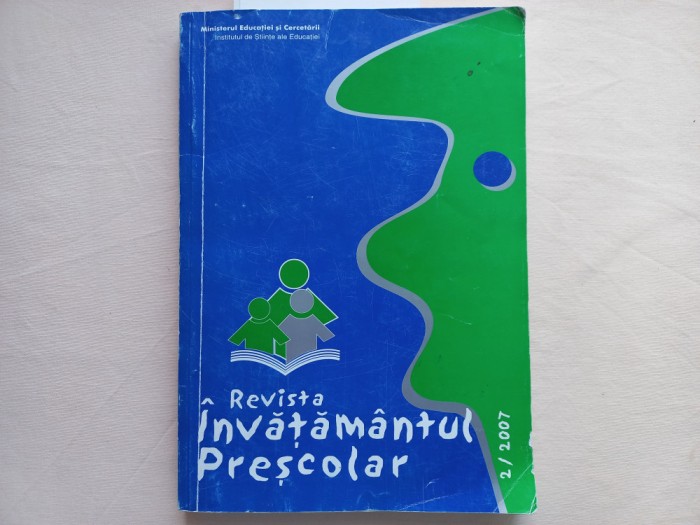 Ministerul Educației și Cercetării
Institutul de Științe ale Educației
Revista
Învățământul
Preșcolar
2/2007